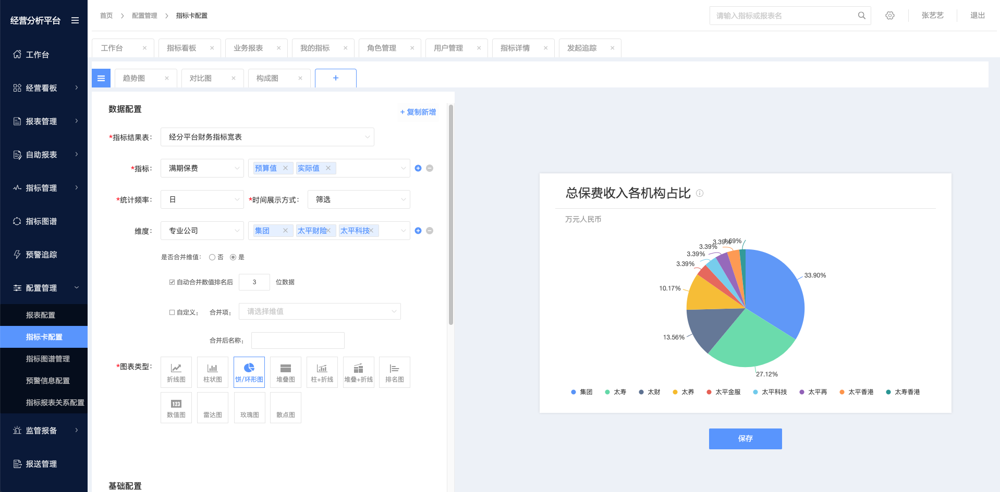 经营分析平台
首页 > 配置管理 > 指标卡配置
请输入指标或报表名
张艺艺
退出
工作台 × 指标看板 × 业务报表 × 我的指标 × 角色管理 × 用户管理 × 指标详情 × 发起追踪 ×
工作台
经营看板
报表管理
自助报表
指标管理
指标图谱
预警追踪
配置管理
报表配置
指标卡配置
指标图谱管理
预警信息配置
指标报表关系配置
监管报备
报送管理
趋势图 × 对比图 × 构成图 × +
数据配置
+ 复制新增
*指标结果表： 经分平台财务指标宽表
*指标： 满期保费 预算值 × 实际值 ×
*统计频率： 日 *时间展示方式： 筛选
维度： 专业公司 集团 × 太平财险× 太平科技×
是否合并维值： 否 是
自动合并数值排名后 3 位数据
自定义； 合并项； 请选择维值
合并后名称；
*图表类型： 折线图 柱状图 饼/环形图 堆叠图 柱+折线 堆叠+折线 排名图
123
数值图 雷达图 玫瑰图 散点图
基础配置
总保费收入各机构占比
万元人民币
1.69%
3.39%
3.39%
3.39%
3.39%
33.90%
10.17%
13.56%
27.12%
集团 太寿 太财 太养 太平金服 太平科技 太平再 太平香港 太寿香港
保存